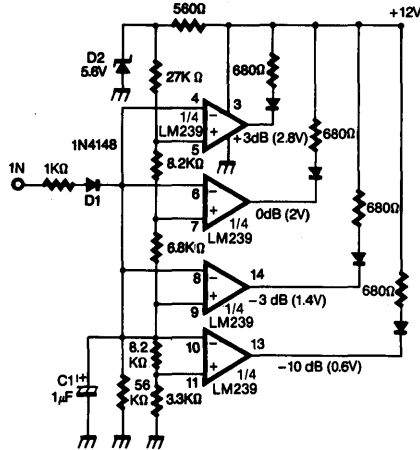 560Ω
+12V
D2
5.6V
27K Ω
680Ω
4
3
1/4
LM239
5
+3dB (2.8V)
680Ω
1N4148
8.2KΩ
1N
1KΩ
D1
6
7
1/4
LM239
0dB (2V)
680Ω
6.8KΩ
8
14
9
1/4
LM239
−3 dB (1.4V)
680Ω
8.2
KΩ
10
13
11
1/4
LM239
−10 dB (0.6V)
C1
+
1µF
56
KΩ
3.3KΩ